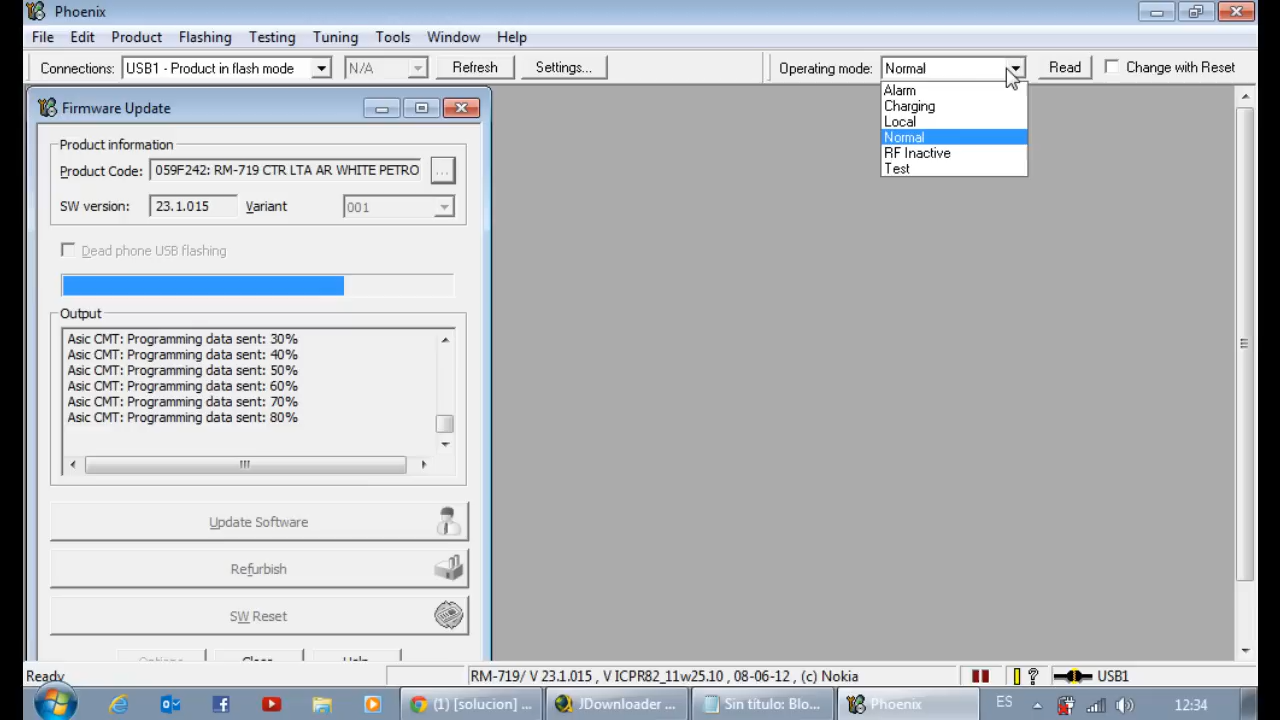 Phoenix
File Edit Product Flashing Testing Tuning Tools Window Help
Connections: USB1 - Product in flash mode N/A Refresh Settings... Operating mode: Normal Read Change with Reset
Alarm
Charging
Local
Normal
RF Inactive
Test
Firmware Update
Product information
Product Code: 059F242: RM-719 CTR LTA AR WHITE PETRO ...
SW version: 23.1.015 Variant 001
Dead phone USB flashing
Output
Asic CMT: Programming data sent: 30%
Asic CMT: Programming data sent: 40%
Asic CMT: Programming data sent: 50%
Asic CMT: Programming data sent: 60%
Asic CMT: Programming data sent: 70%
Asic CMT: Programming data sent: 80%
Update Software
Refurbish
SW Reset
Options Close Help
Ready RM-719/ V 23.1.015 , V ICPR82_11w25.10 , 08-06-12 , (c) Nokia USB1
(1) [solucion] ... JDownloader ... Sin título: Blo... Phoenix ES 12:34